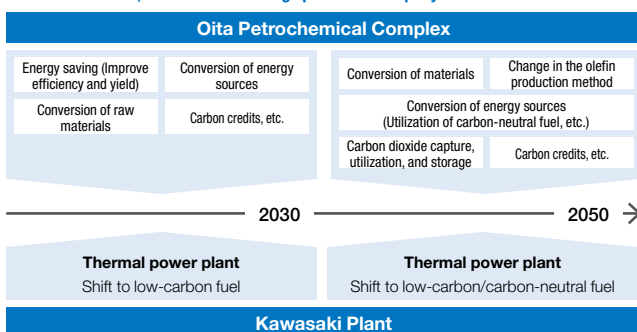 Oita Petrochemical Complex
Energy saving (Improve
efficiency and yield)
Conversion of energy
sources
Conversion of raw
materials
Carbon credits, etc.
Conversion of materials
Change in the olefin
production method
Conversion of energy sources
(Utilization of carbon-neutral fuel, etc.)
Carbon dioxide capture,
utilization, and storage
Carbon credits, etc.
2030
2050
Thermal power plant
Shift to low-carbon fuel
Thermal power plant
Shift to low-carbon/carbon-neutral fuel
Kawasaki Plant